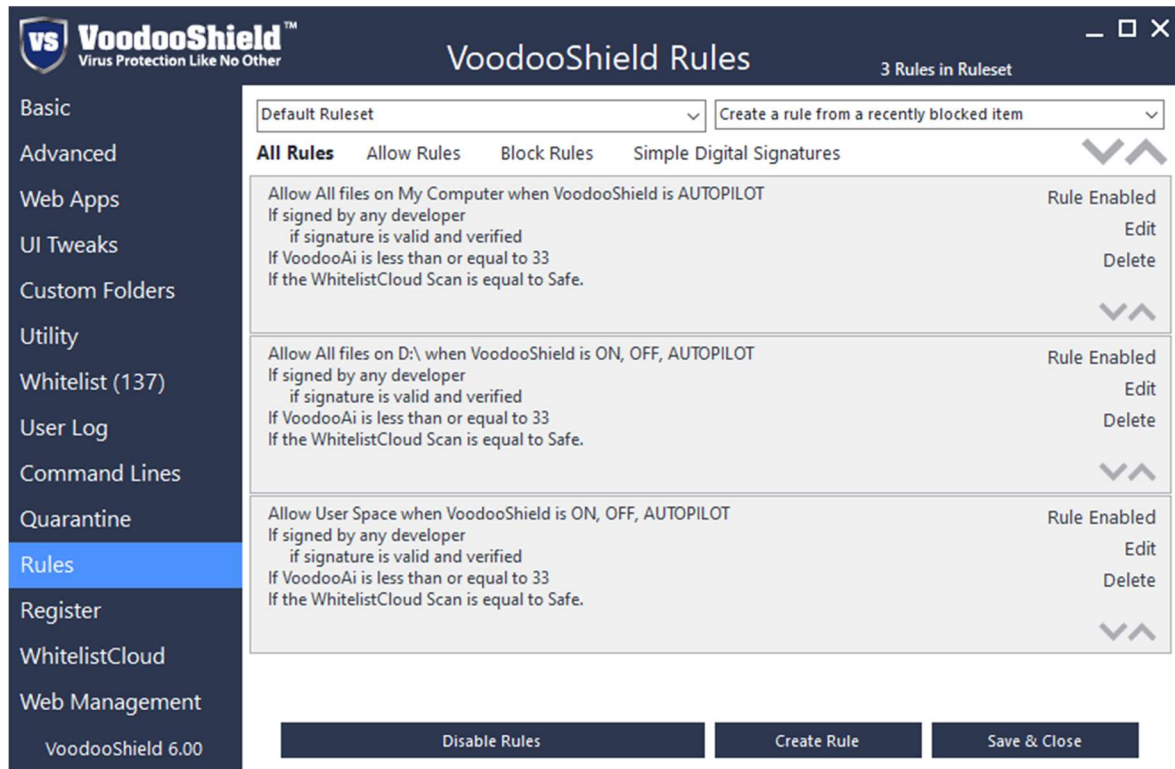 VS VoodooShield™
Virus Protection Like No Other
VoodooShield Rules
3 Rules in Ruleset
Basic
Advanced
Web Apps
UI Tweaks
Custom Folders
Utility
Whitelist (137)
User Log
Command Lines
Quarantine
Rules
Register
WhitelistCloud
Web Management
VoodooShield 6.00
Default Ruleset
Create a rule from a recently blocked item
All Rules Allow Rules Block Rules Simple Digital Signatures
Allow All files on My Computer when VoodooShield is AUTOPILOT
If signed by any developer
if signature is valid and verified
If VoodooAi is less than or equal to 33
If the WhitelistCloud Scan is equal to Safe.
Rule Enabled
Edit
Delete
Allow All files on D:\ when VoodooShield is ON, OFF, AUTOPILOT
If signed by any developer
if signature is valid and verified
If VoodooAi is less than or equal to 33
If the WhitelistCloud Scan is equal to Safe.
Rule Enabled
Edit
Delete
Allow User Space when VoodooShield is ON, OFF, AUTOPILOT
If signed by any developer
if signature is valid and verified
If VoodooAi is less than or equal to 33
If the WhitelistCloud Scan is equal to Safe.
Rule Enabled
Edit
Delete
Disable Rules
Create Rule
Save & Close